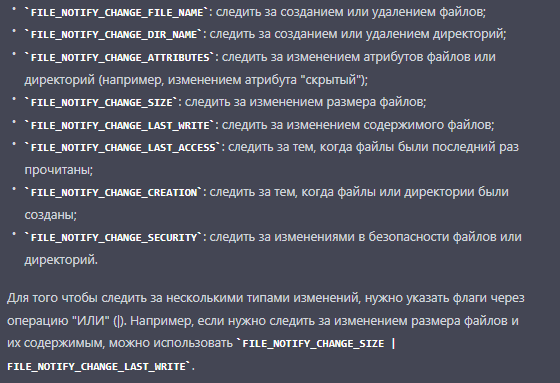 • `FILE_NOTIFY_CHANGE_FILE_NAME`: следить за созданием или удалением файлов;
• `FILE_NOTIFY_CHANGE_DIR_NAME`: следить за созданием или удалением директорий;
• `FILE_NOTIFY_CHANGE_ATTRIBUTES`: следить за изменением атрибутов файлов или
директорий (например, изменением атрибута "скрытый");
• `FILE_NOTIFY_CHANGE_SIZE`: следить за изменением размера файлов;
• `FILE_NOTIFY_CHANGE_LAST_WRITE`: следить за изменением содержимого файлов;
• `FILE_NOTIFY_CHANGE_LAST_ACCESS`: следить за тем, когда файлы были последний раз
прочитаны;
• `FILE_NOTIFY_CHANGE_CREATION`: следить за тем, когда файлы или директории были
созданы;
• `FILE_NOTIFY_CHANGE_SECURITY`: следить за изменениями в безопасности файлов или
директорий.
Для того чтобы следить за несколькими типами изменений, нужно указать флаги через
операцию "ИЛИ" (|). Например, если нужно следить за изменением размера файлов и
их содержимым, можно использовать `FILE_NOTIFY_CHANGE_SIZE |
FILE_NOTIFY_CHANGE_LAST_WRITE`.